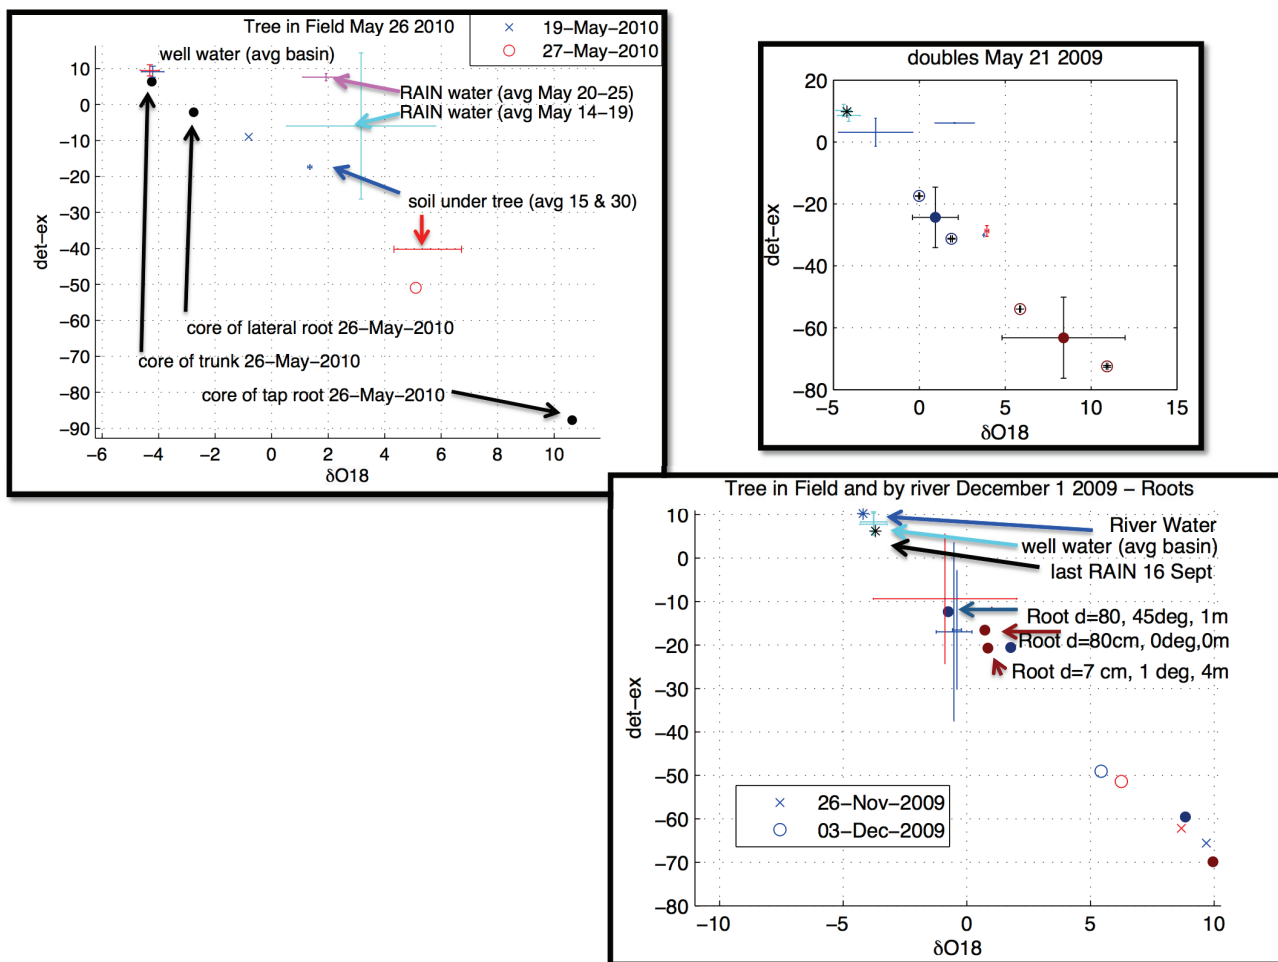 Tree in Field May 26 2010
19−May−2010
27−May−2010
well water (avg basin)
RAIN water (avg May 20−25)
RAIN water (avg May 14−19)
soil under tree (avg 15 & 30)
core of lateral root 26−May−2010
core of trunk 26−May−2010
core of tap root 26−May−2010
det−ex
10
0
−10
−20
−30
−40
−50
−60
−70
−80
−90
−6 −4 −2 0 2 4 6 8 10
δO18
doubles May 21 2009
det−ex
20
0
−20
−40
−60
−80
−5 0 5 10 15
δO18
Tree in Field and by river December 1 2009 − Roots
River Water
well water (avg basin)
last RAIN 16 Sept
Root d=80, 45deg, 1m
Root d=80cm, 0deg,0m
Root d=7 cm, 1 deg, 4m
26−Nov−2009
03−Dec−2009
det−ex
10
0
−10
−20
−30
−40
−50
−60
−70
−80
−10 −5 0 5 10
δO18